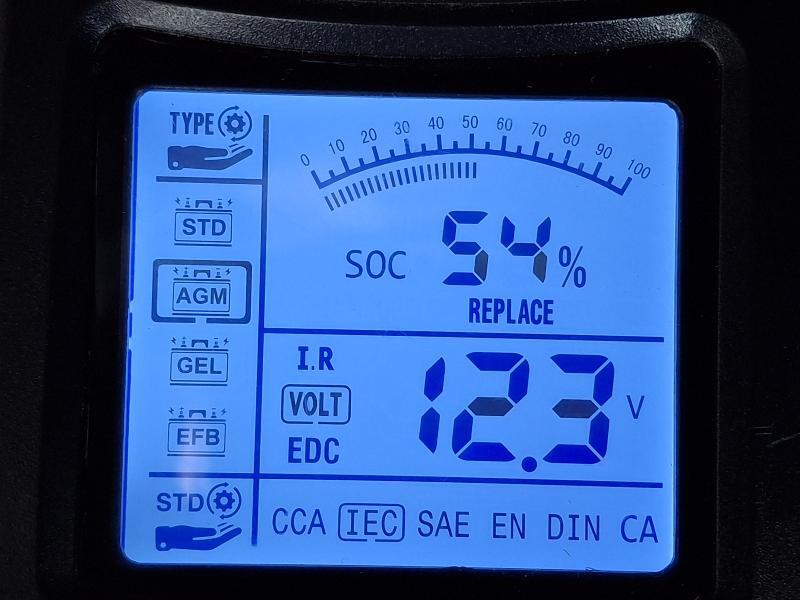 TYPE
0 10 20 30 40 50 60 70 80 90 100
STD
AGM
GEL
EFB
STD
SOC 54%
REPLACE
I.R
VOLT
EDC
12.3 V
CCA IEC SAE EN DIN CA